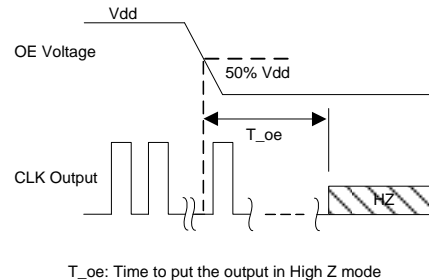 Vdd
OE Voltage
50% Vdd
T_oe
CLK Output
HZ
T_oe: Time to put the output in High Z mode